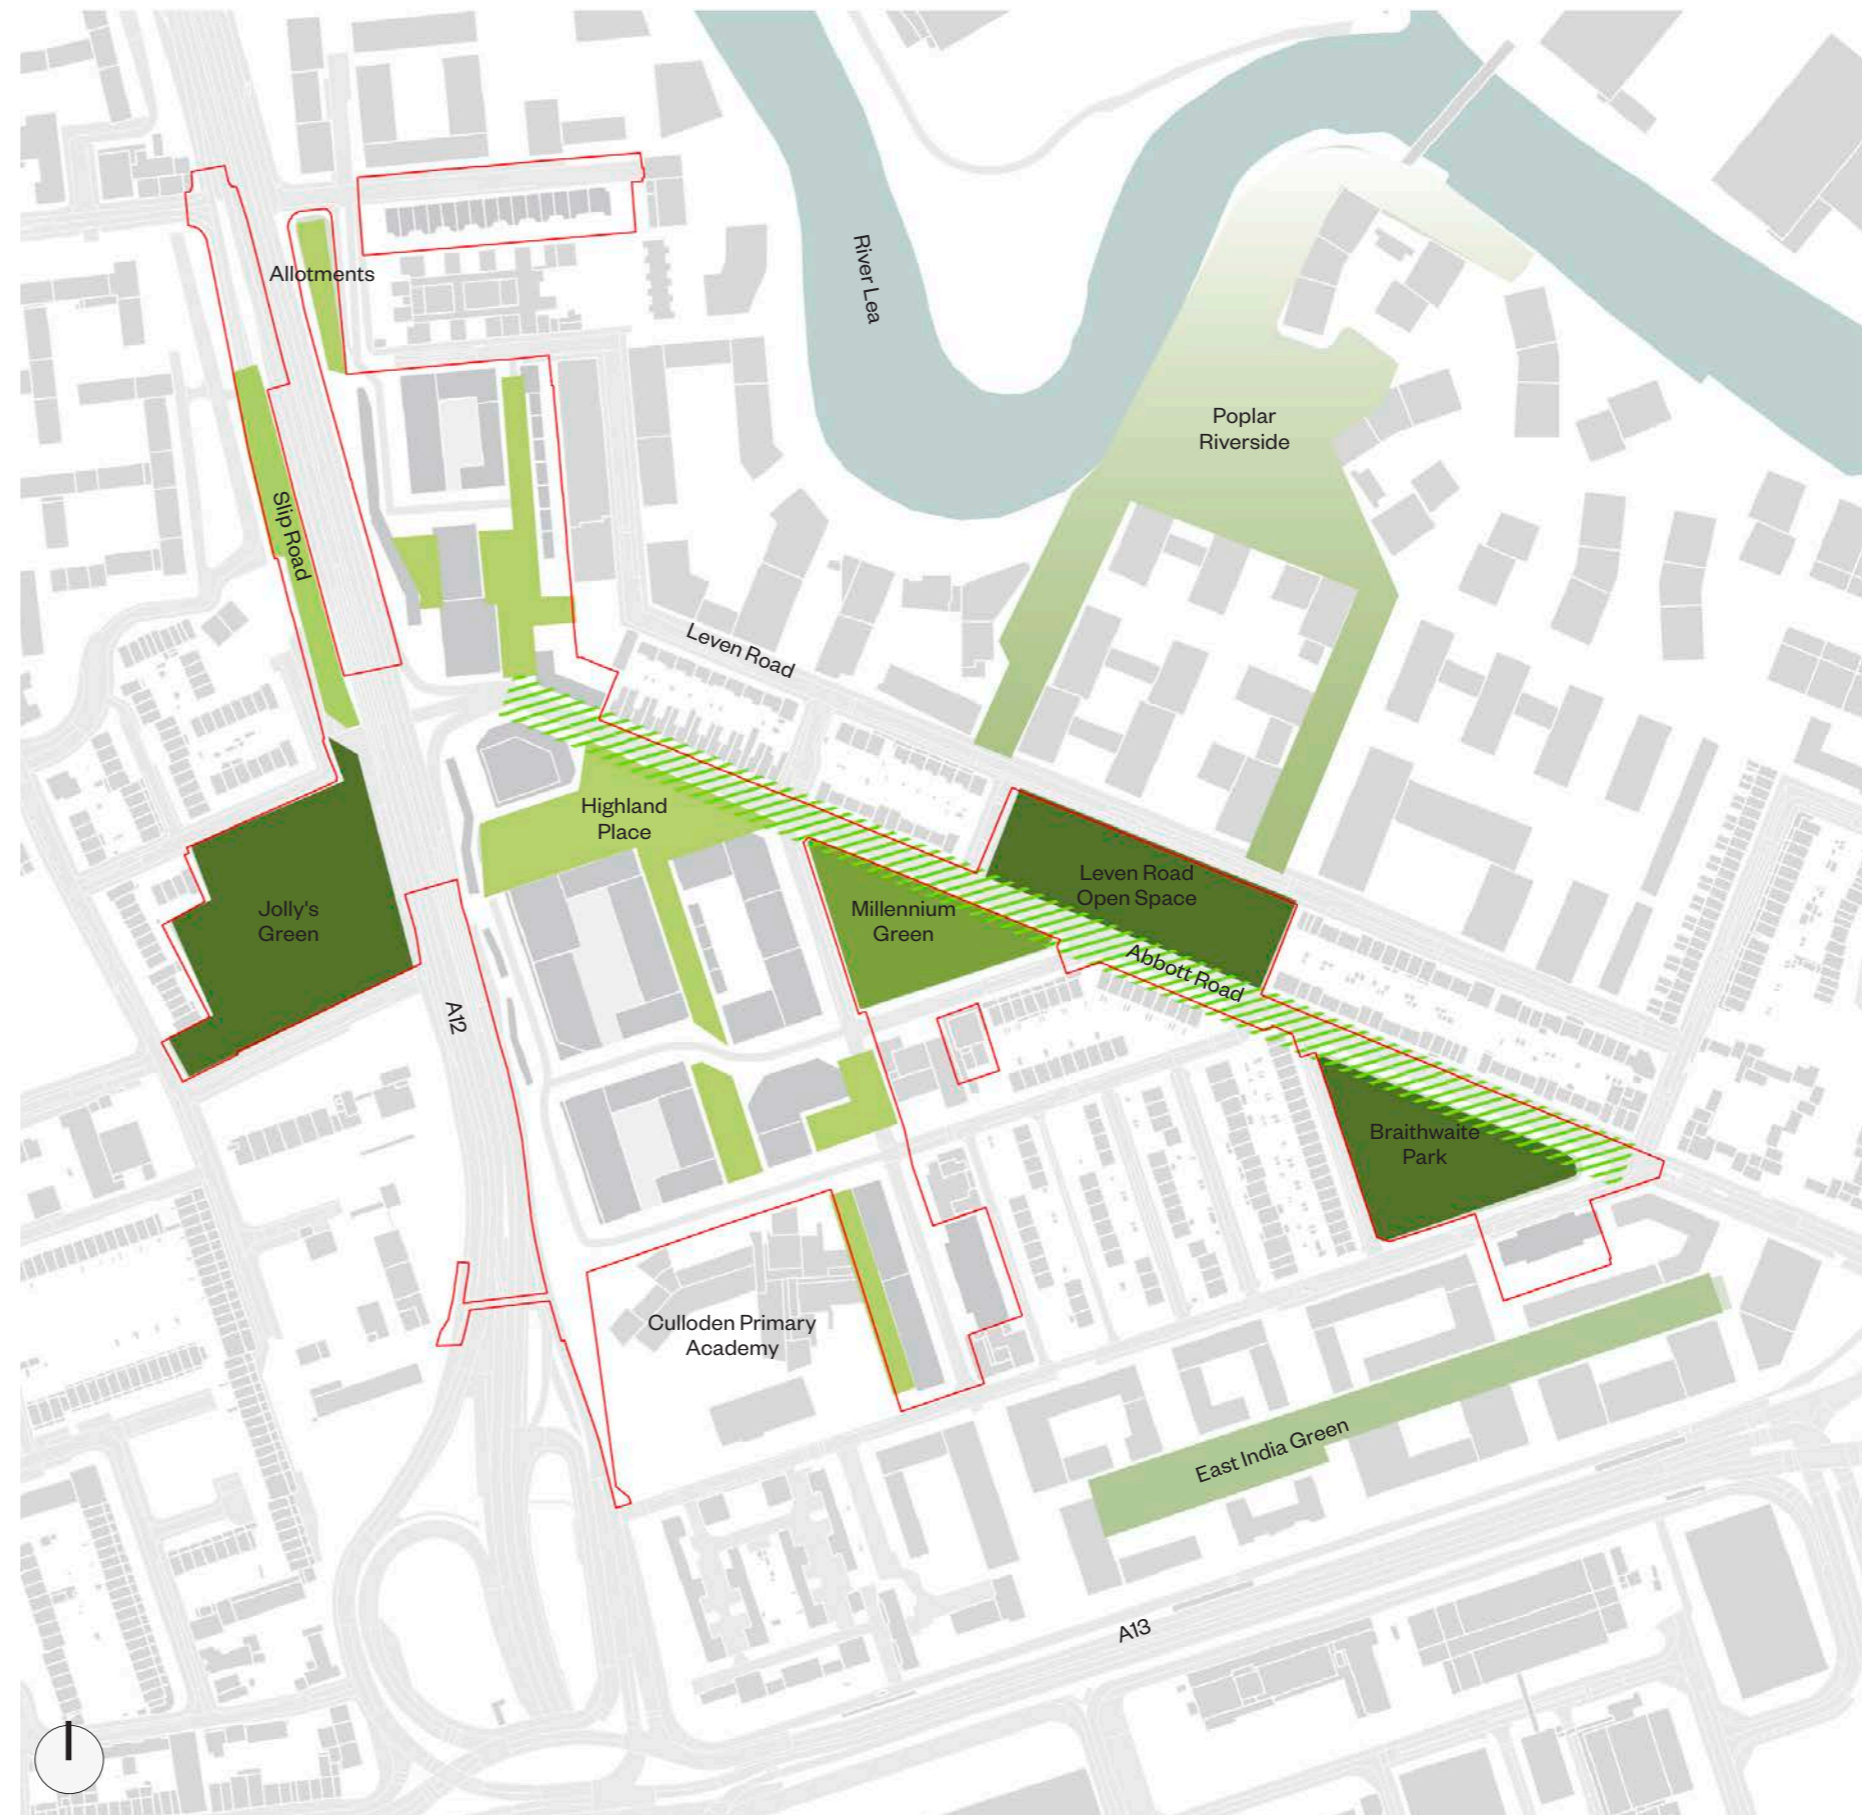 Allotments
River Lea
Poplar
Riverside
Slip Road
Leven Road
Highland
Place
Leven Road
Open Space
Jolly's
Green
Millennium
Green
Abbott Road
A12
Braithwaite
Park
Culloden Primary
Academy
East India Green
A13